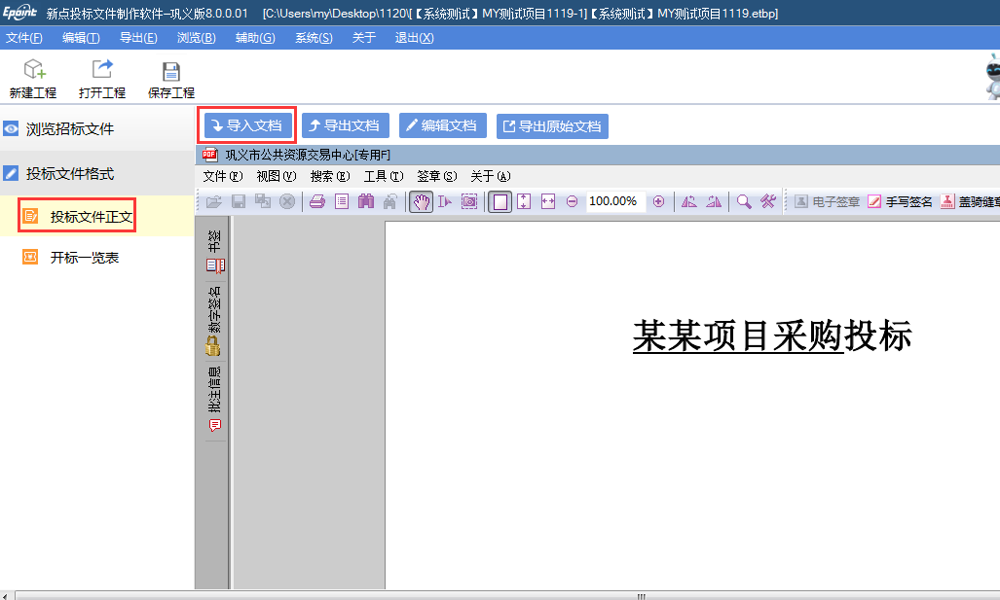 Epoint 新点投标文件制作软件--巩义版8.0.0.01 [C:\Users\my\Desktop\1120\[【系统测试】MY测试项目1119-1]【系统测试】MY测试项目1119.etbp]
文件(F) 编辑(T) 导出(E) 浏览(B) 辅助(G) 系统(S) 关于 退出(X)
新建工程 打开工程 保存工程
浏览招标文件
投标文件格式
投标文件正文
开标一览表
导入文档 导出文档 编辑文档 导出原始文档
PDF 巩义市公共资源交易中心[专用F]
文件(F) 视图(V) 搜索(E) 工具(T) 签章(S) 关于(A)
100.00% 电子签章 手写签名 盖骑缝章
书签
数字签名
批注信息
某某项目采购投标